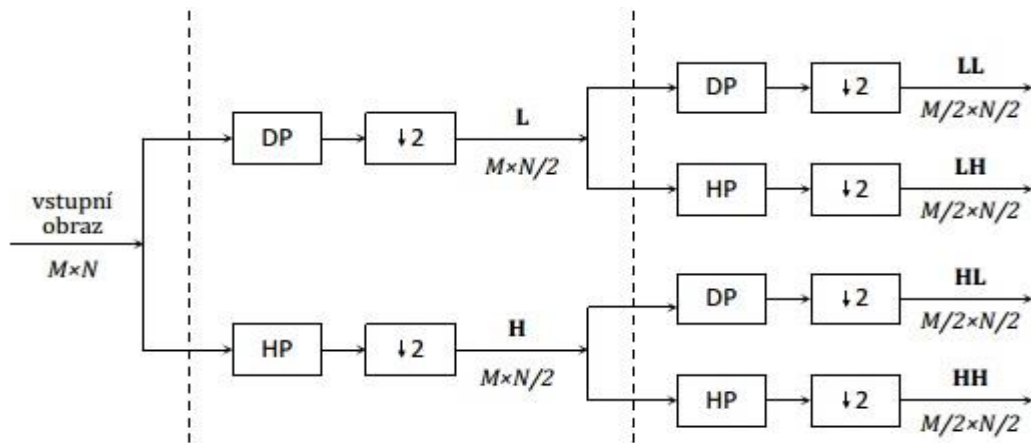 vstupní
obraz
M×N
DP
↓2
L
M×N/2
HP
↓2
H
M×N/2
DP
↓2
LL
M/2×N/2
HP
↓2
LH
M/2×N/2
DP
↓2
HL
M/2×N/2
HP
↓2
HH
M/2×N/2